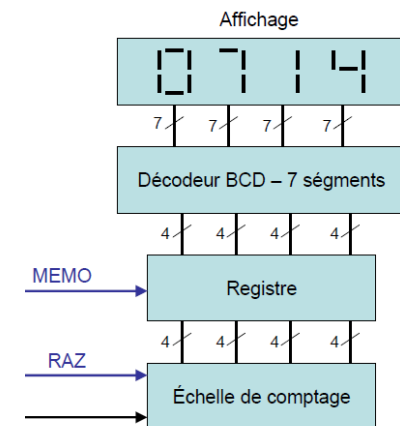 Affichage
0714
7 7 7 7
Décodeur BCD – 7 ségments
4 4 4 4
MEMO
Registre
4 4 4 4
RAZ
Échelle de comptage